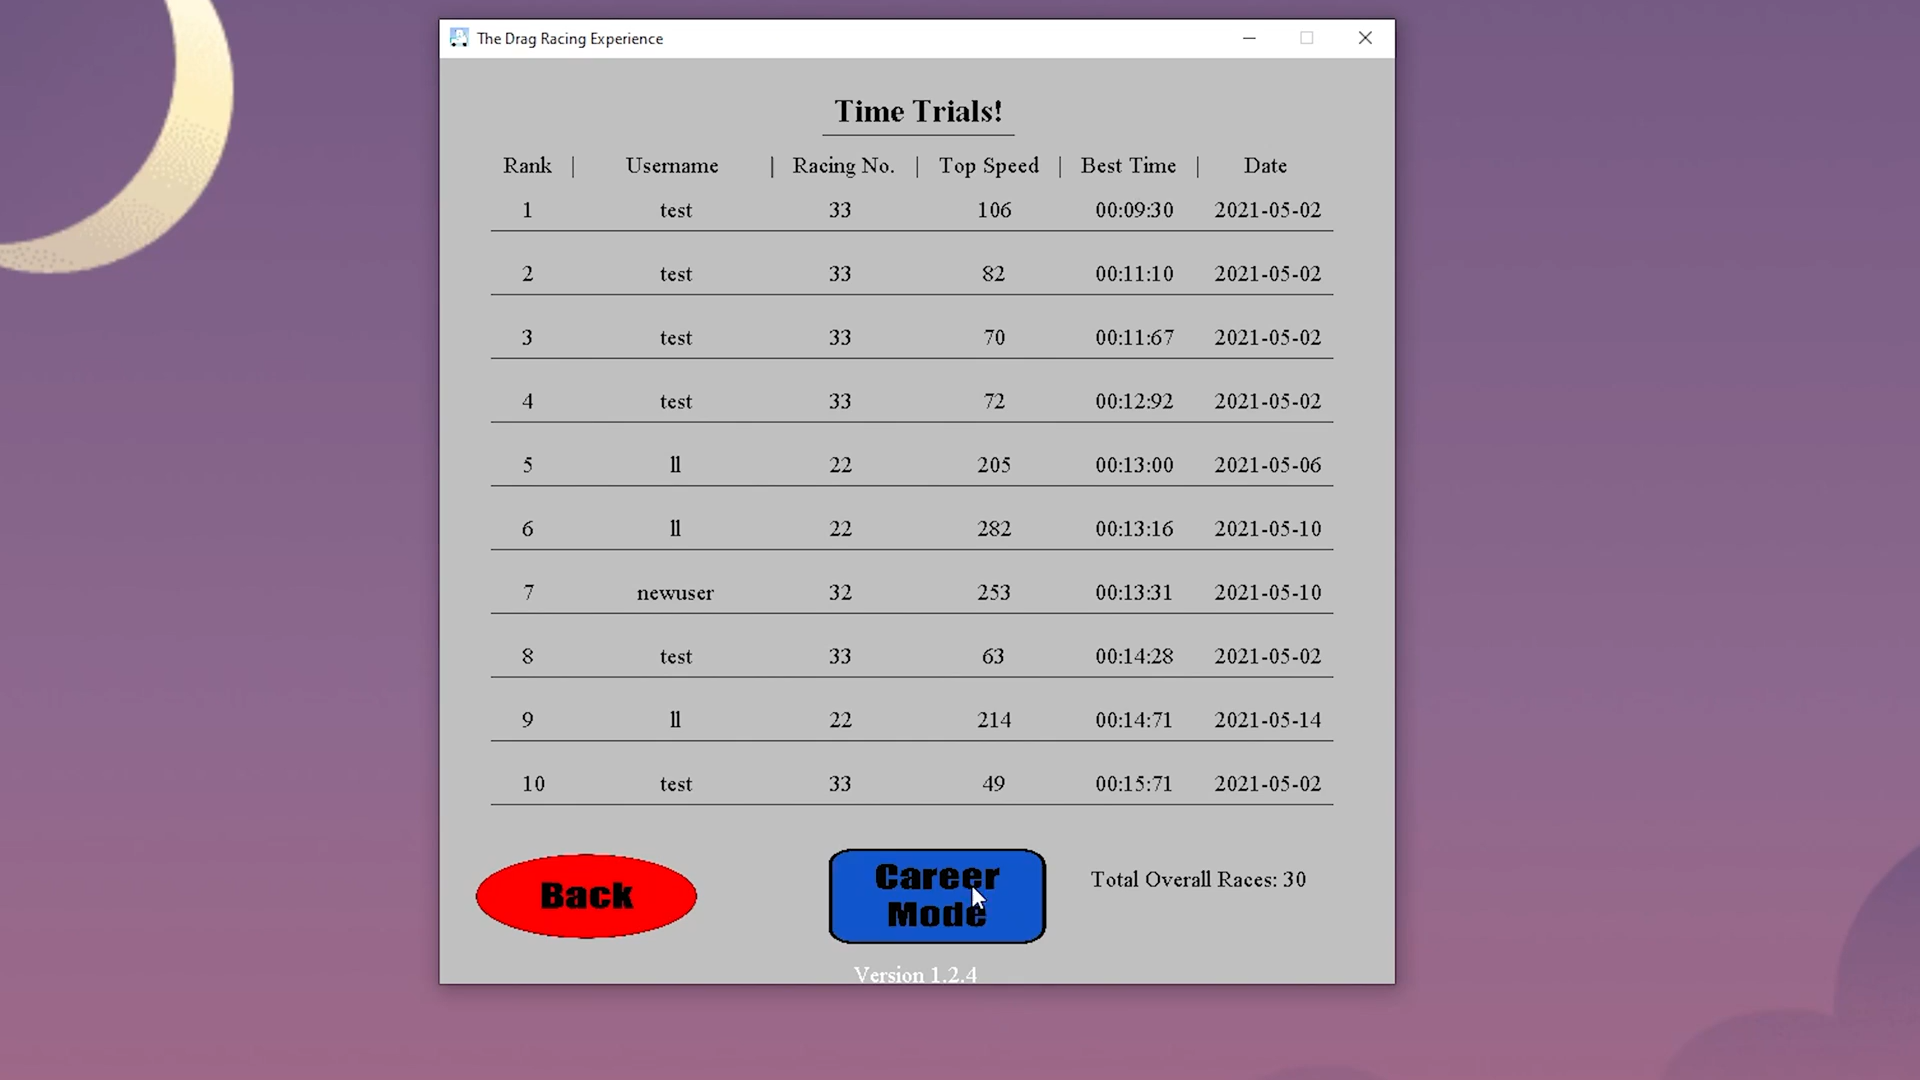 The Drag Racing Experience
Time Trials!
Rank | Username | Racing No. | Top Speed | Best Time | Date
1 test 33 106 00:09:30 2021-05-02
2 test 33 82 00:11:10 2021-05-02
3 test 33 70 00:11:67 2021-05-02
4 test 33 72 00:12:92 2021-05-02
5 ll 22 205 00:13:00 2021-05-06
6 ll 22 282 00:13:16 2021-05-10
7 newuser 32 253 00:13:31 2021-05-10
8 test 33 63 00:14:28 2021-05-02
9 ll 22 214 00:14:71 2021-05-14
10 test 33 49 00:15:71 2021-05-02
Back
Career
Mode
Total Overall Races: 30
Version 1.2.4